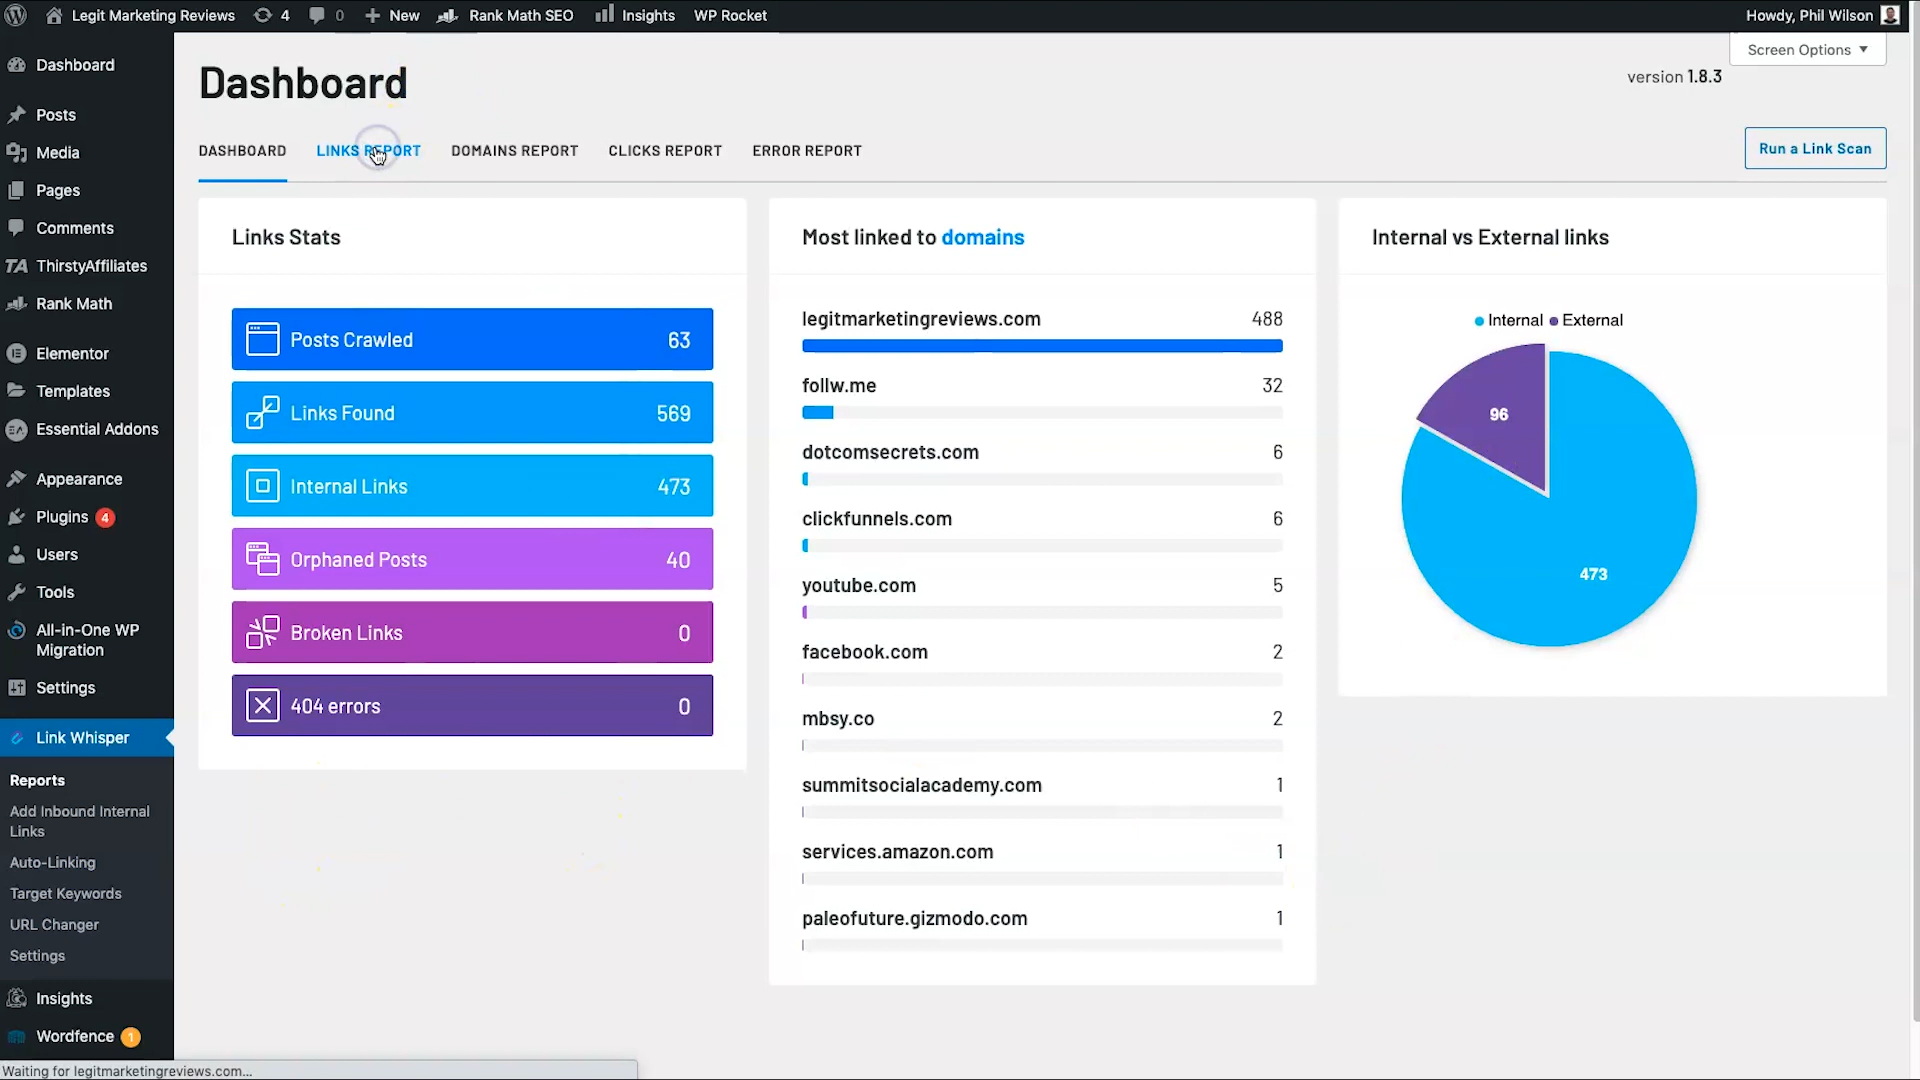 Legit Marketing Reviews 4 0 New Rank Math SEO Insights WP Rocket Howdy, Phil Wilson
Screen Options ▼
Dashboard
Posts
Media
Pages
Comments
TA ThirstyAffiliates
Rank Math
Elementor
Templates
EA Essential Addons
Appearance
Plugins 4
Users
Tools
All-in-One WP
Migration
Settings
Link Whisper
Reports
Add Inbound Internal
Links
Auto-Linking
Target Keywords
URL Changer
Settings
Insights
Wordfence 1
Dashboard
version 1.8.3
DASHBOARD LINKS REPORT DOMAINS REPORT CLICKS REPORT ERROR REPORT
Run a Link Scan
Links Stats
Posts Crawled 63
Links Found 569
Internal Links 473
Orphaned Posts 40
Broken Links 0
404 errors 0
Most linked to domains
legitmarketingreviews.com 488
follw.me 32
dotcomsecrets.com 6
clickfunnels.com 6
youtube.com 5
facebook.com 2
mbsy.co 2
summitsocialacademy.com 1
services.amazon.com 1
paleofuture.gizmodo.com 1
Internal vs External links
Internal External
96
473
Waiting for legitmarketingreviews.com...